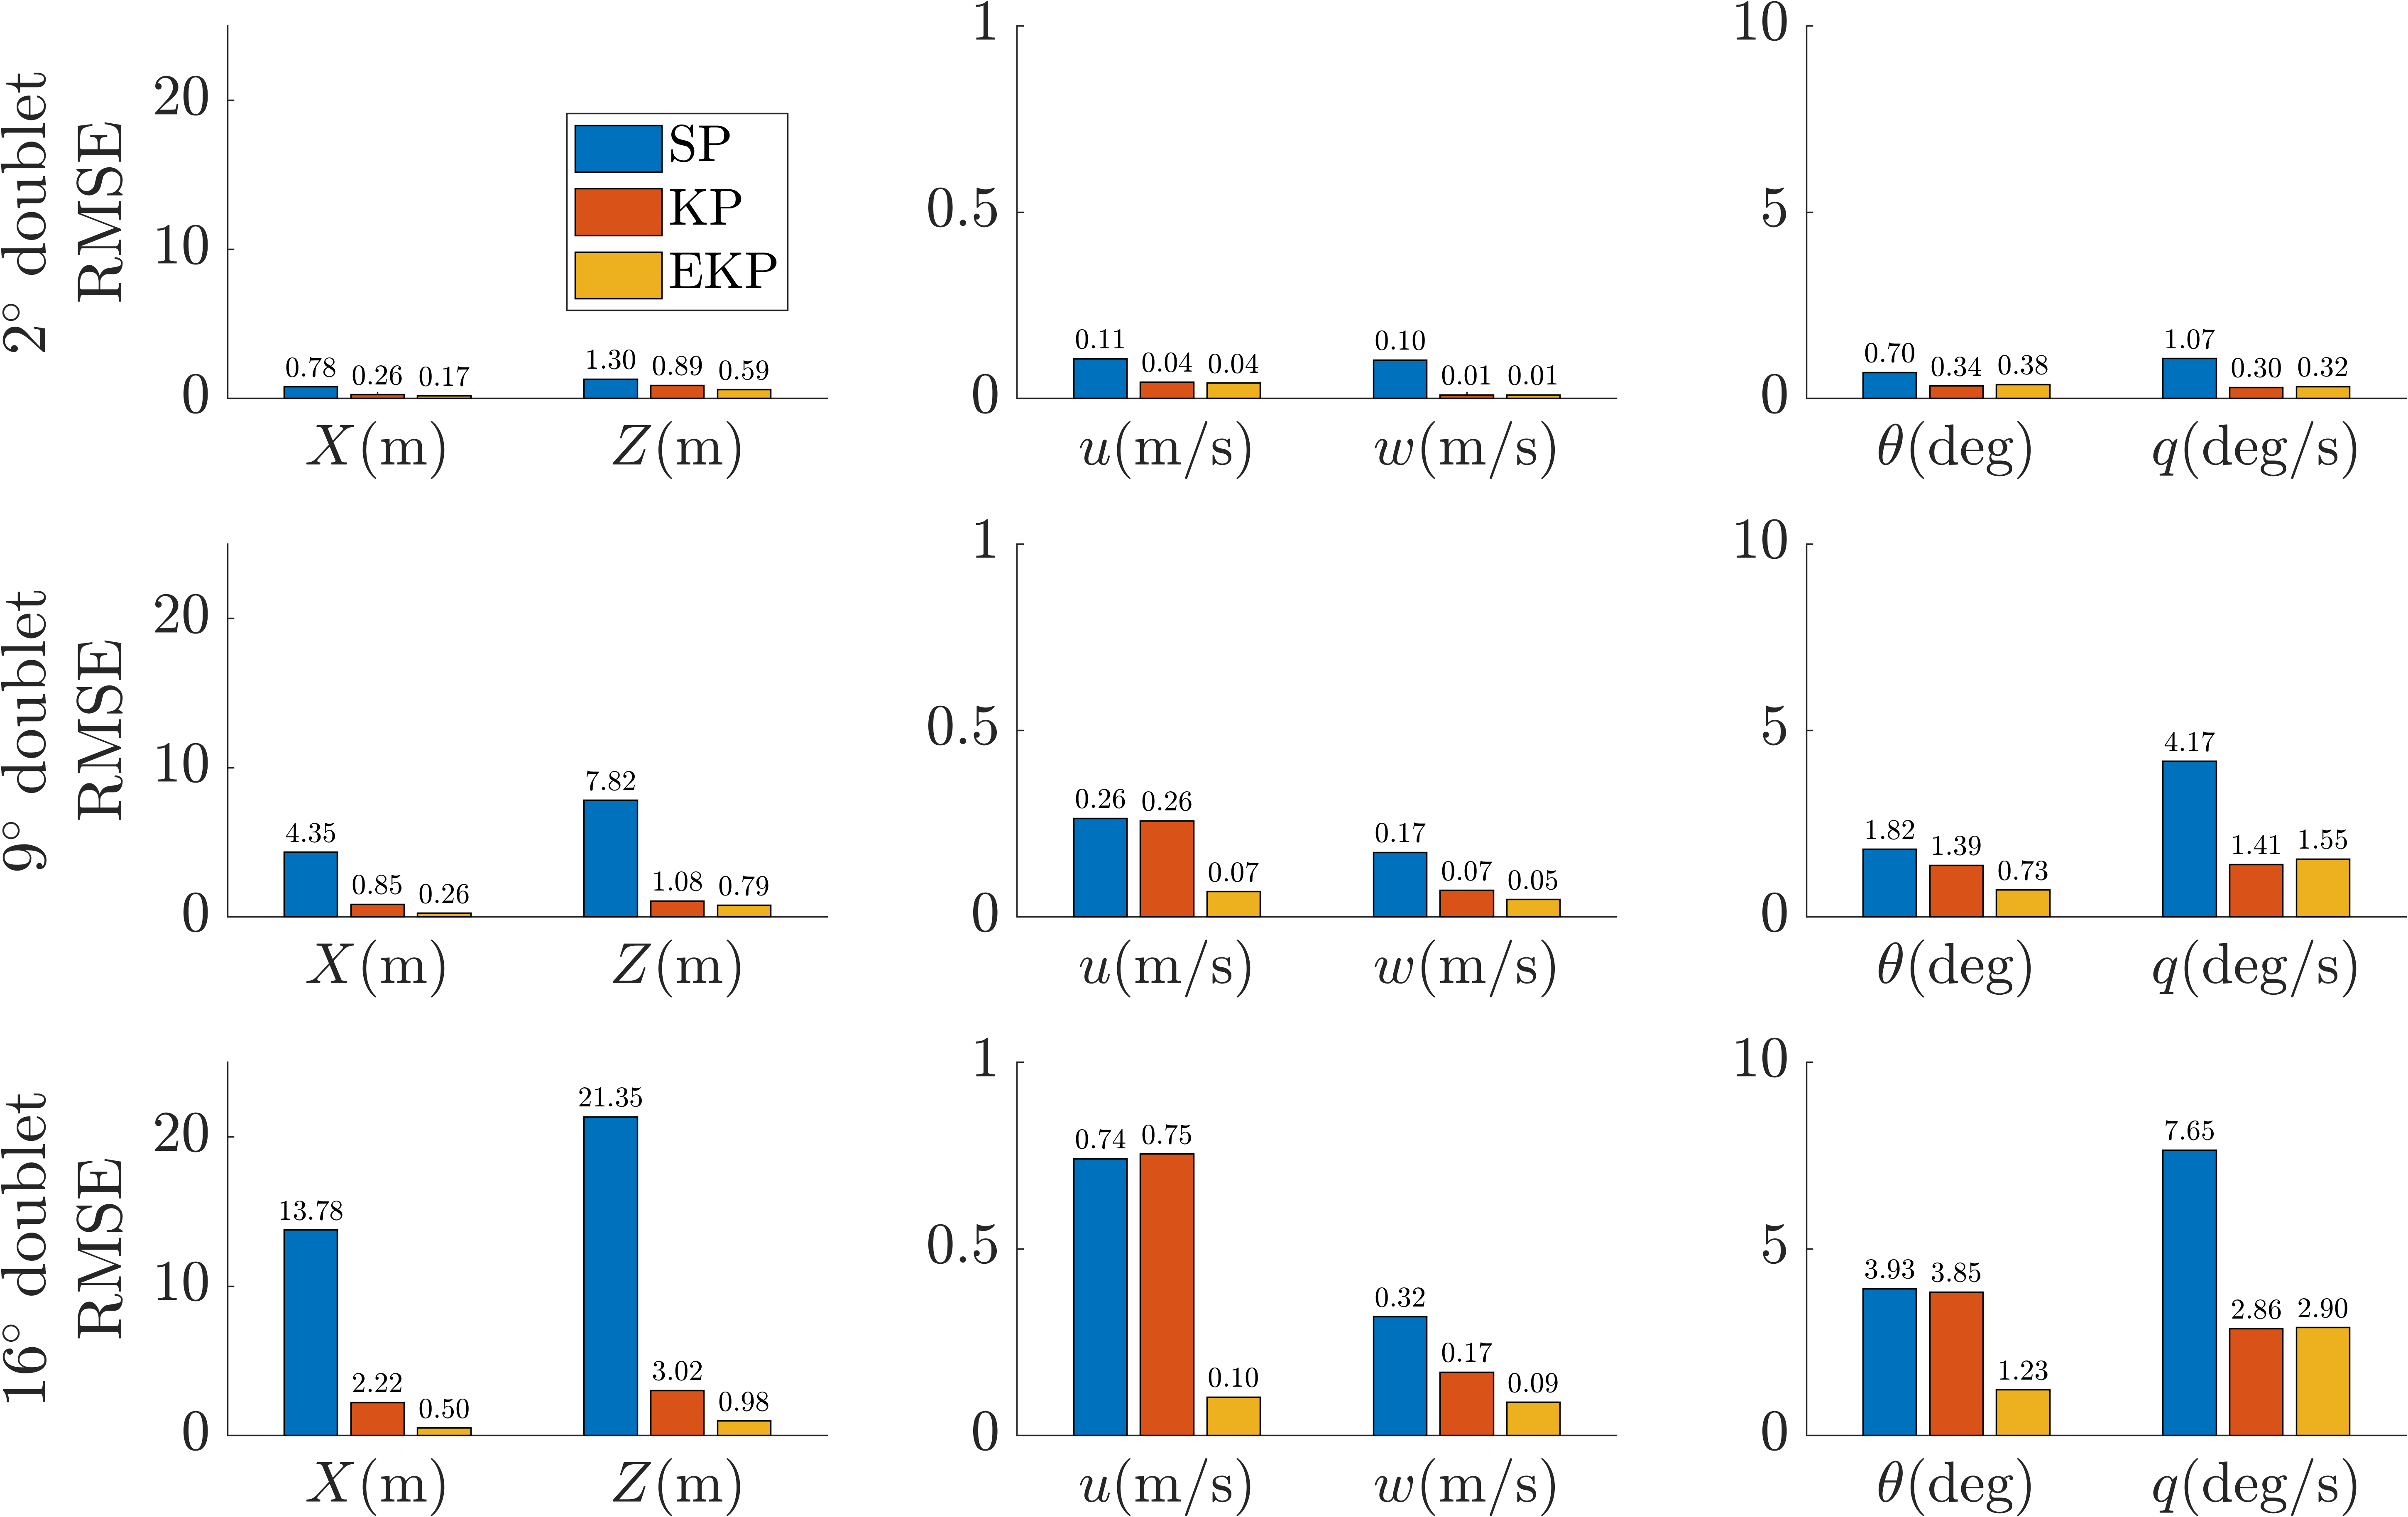 2° doublet
RMSE
20
10
0
SP
KP
EKP
0.78 0.26 0.17
1.30 0.89 0.59
X(m) Z(m)
1
0.5
0
0.11 0.04 0.04
0.10 0.01 0.01
u(m/s) w(m/s)
10
5
0
0.70 0.34 0.38
1.07 0.30 0.32
θ(deg) q(deg/s)
9° doublet
RMSE
20
10
0
4.35 0.85 0.26
7.82 1.08 0.79
X(m) Z(m)
1
0.5
0
0.26 0.26 0.07
0.17 0.07 0.05
u(m/s) w(m/s)
10
5
0
1.82 1.39 0.73
4.17 1.41 1.55
θ(deg) q(deg/s)
16° doublet
RMSE
20
10
0
13.78 2.22 0.50
21.35 3.02 0.98
X(m) Z(m)
1
0.5
0
0.74 0.75 0.10
0.32 0.17 0.09
u(m/s) w(m/s)
10
5
0
3.93 3.85 1.23
7.65 2.86 2.90
θ(deg) q(deg/s)